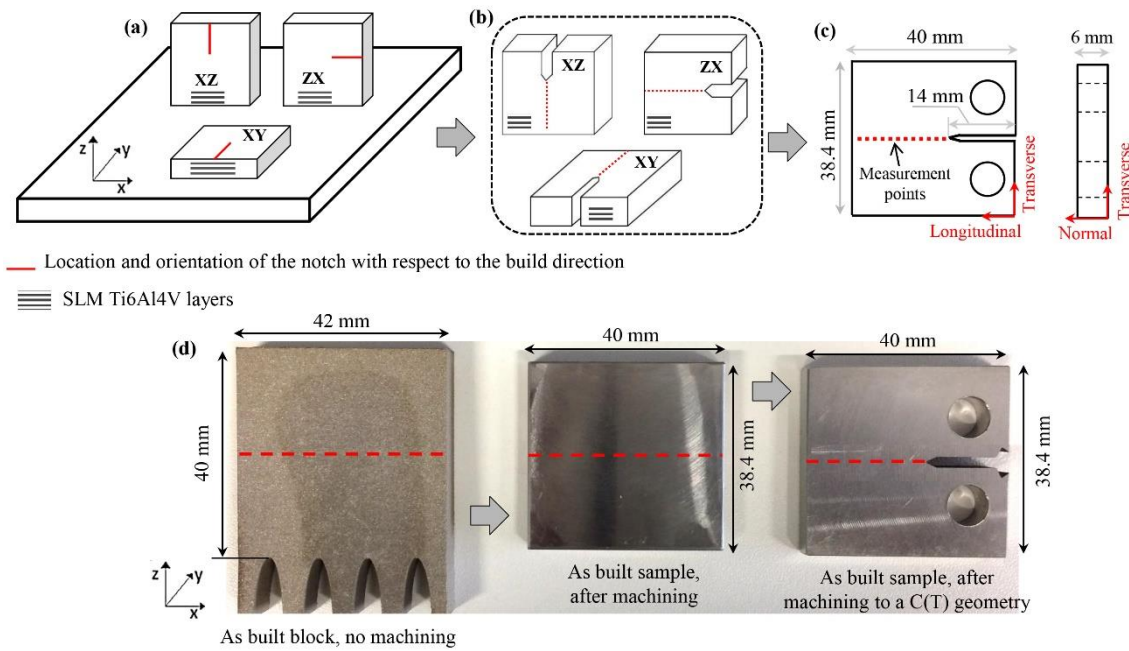 (a)
XZ
ZX
XY
z
y
x
(b)
XZ
ZX
XY
(c)
40 mm
6 mm
14 mm
38.4 mm
Measurement
points
Transverse
Longitudinal
Transverse
Normal
Location and orientation of the notch with respect to the build direction
SLM Ti6Al4V layers
(d)
42 mm
40 mm
40 mm
40 mm
38.4 mm
38.4 mm
z
y
x
As built block, no machining
As built sample,
after machining
As built sample, after
machining to a C(T) geometry